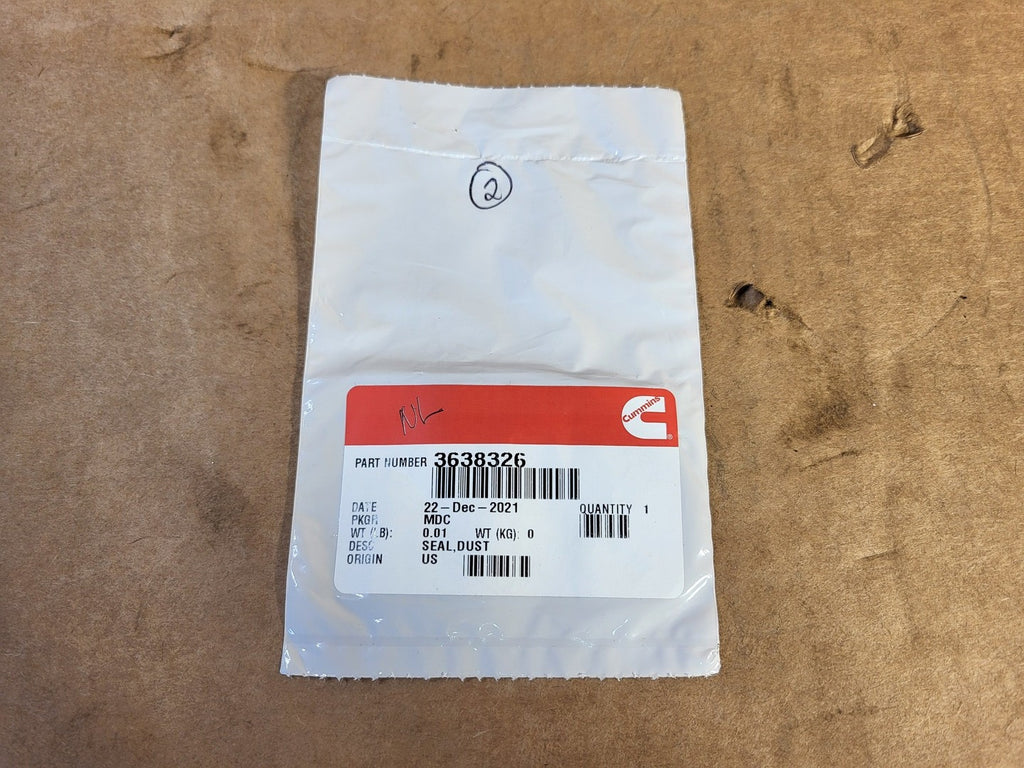 2
NL
Cummins
PART NUMBER 3638326
DATE 22-Dec-2021
QUANTITY 1
PKGR MDC
WT (LB): 0.01 WT (KG): 0
DESC SEAL,DUST
ORIGIN US